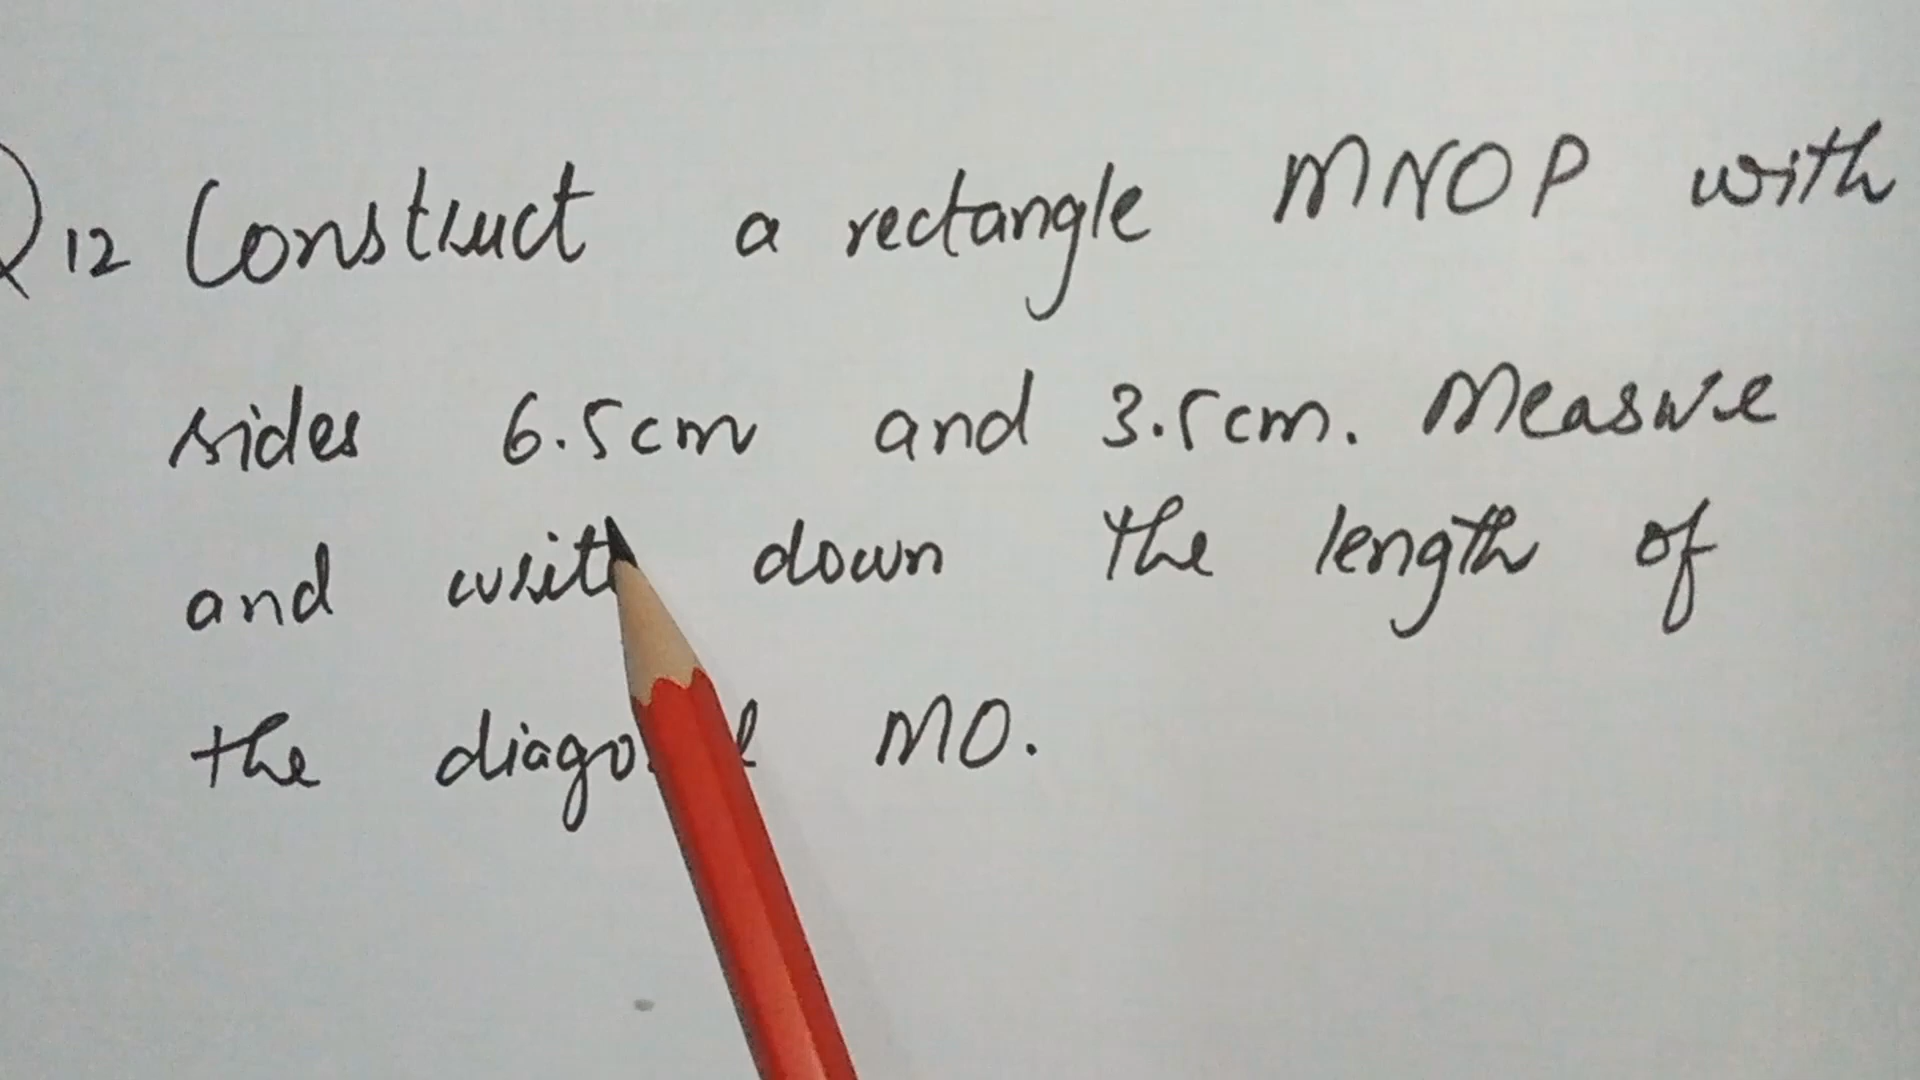 Q12 Construct a rectangle MNOP with
sides 6.5cm and 3.5cm. Measure
and write down the length of
the MO.